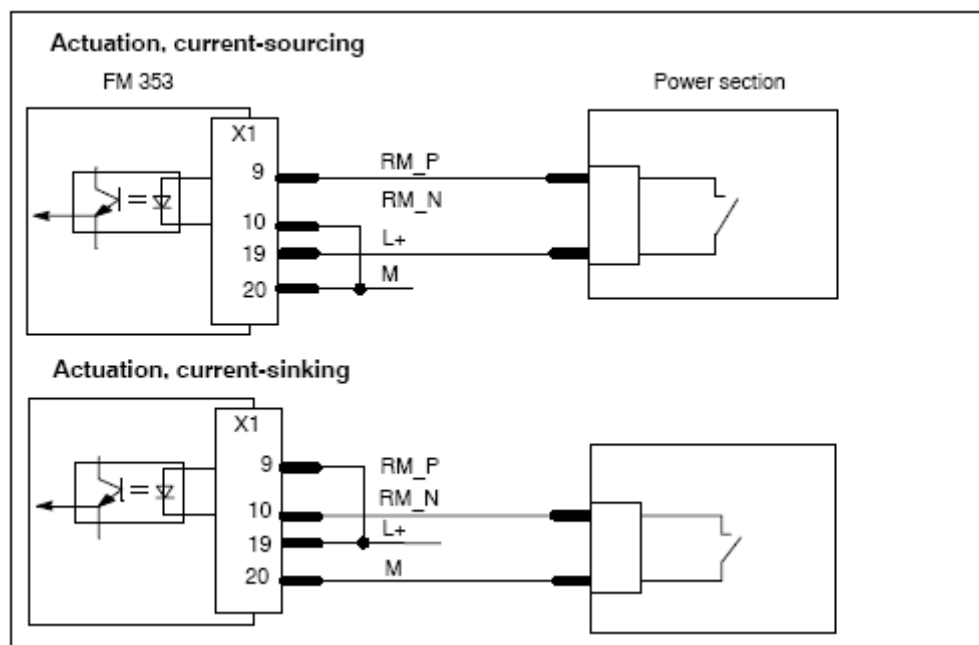 Actuation, current-sourcing
FM 353
Power section
X1
9
RM_P
RM_N
10
L+
19
M
20
Actuation, current-sinking
X1
9
RM_P
RM_N
10
L+
19
M
20